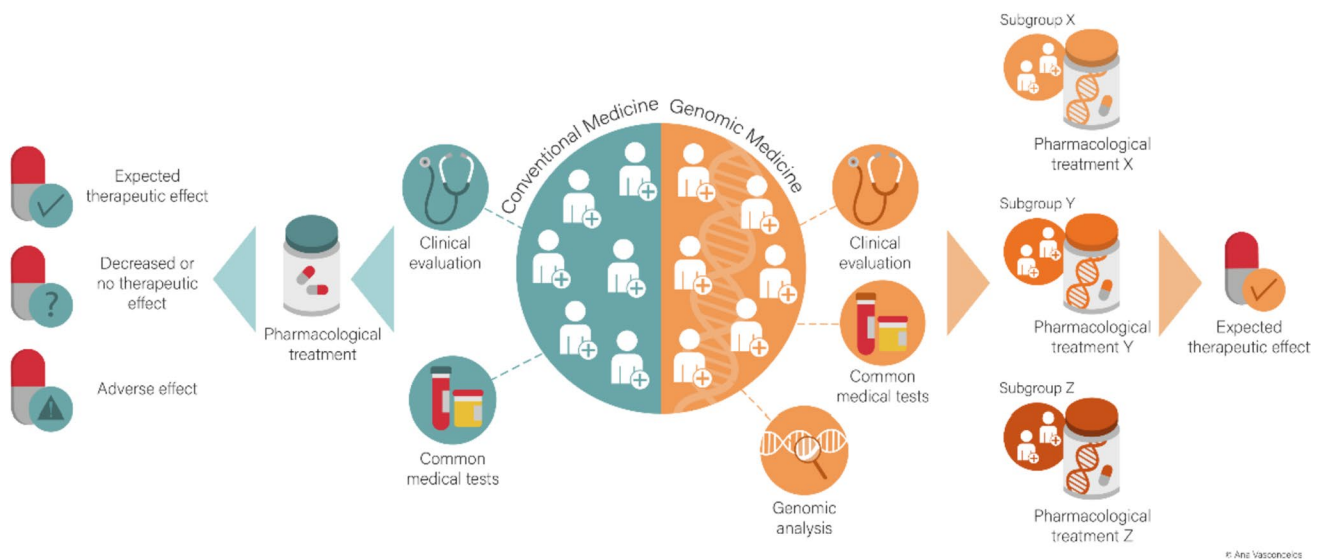 Expected
therapeutic effect
Decreased or
no therapeutic
effect
Adverse effect
Pharmacological
treatment
Clinical
evaluation
Common
medical tests
Conventional Medicine
Genomic Medicine
Clinical
evaluation
Common
medical tests
Genomic
analysis
Subgroup X
Pharmacological
treatment X
Subgroup Y
Pharmacological
treatment Y
Subgroup Z
Pharmacological
treatment Z
Expected
therapeutic effect
© Ana Vasconcelos